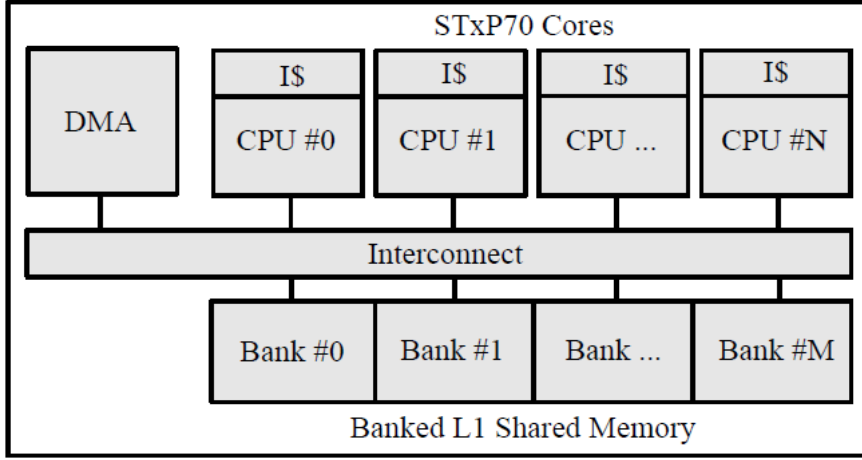 STxP70 Cores
I$ I$ I$ I$
DMA
CPU #0 CPU #1 CPU ... CPU #N
Interconnect
Bank #0 Bank #1 Bank ... Bank #M
Banked L1 Shared Memory